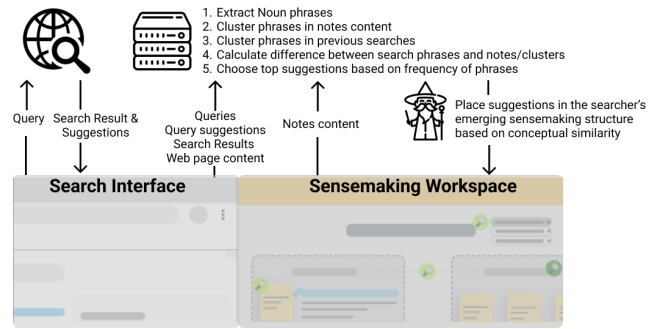 1. Extract Noun phrases
2. Cluster phrases in notes content
3. Cluster phrases in previous searches
4. Calculate difference between search phrases and notes/clusters
5. Choose top suggestions based on frequency of phrases
Query
Search Result &
Suggestions
Queries
Query suggestions
Search Results
Web page content
Notes content
Place suggestions in the searcher's
emerging sensemaking structure
based on conceptual similarity
Search Interface
Sensemaking Workspace